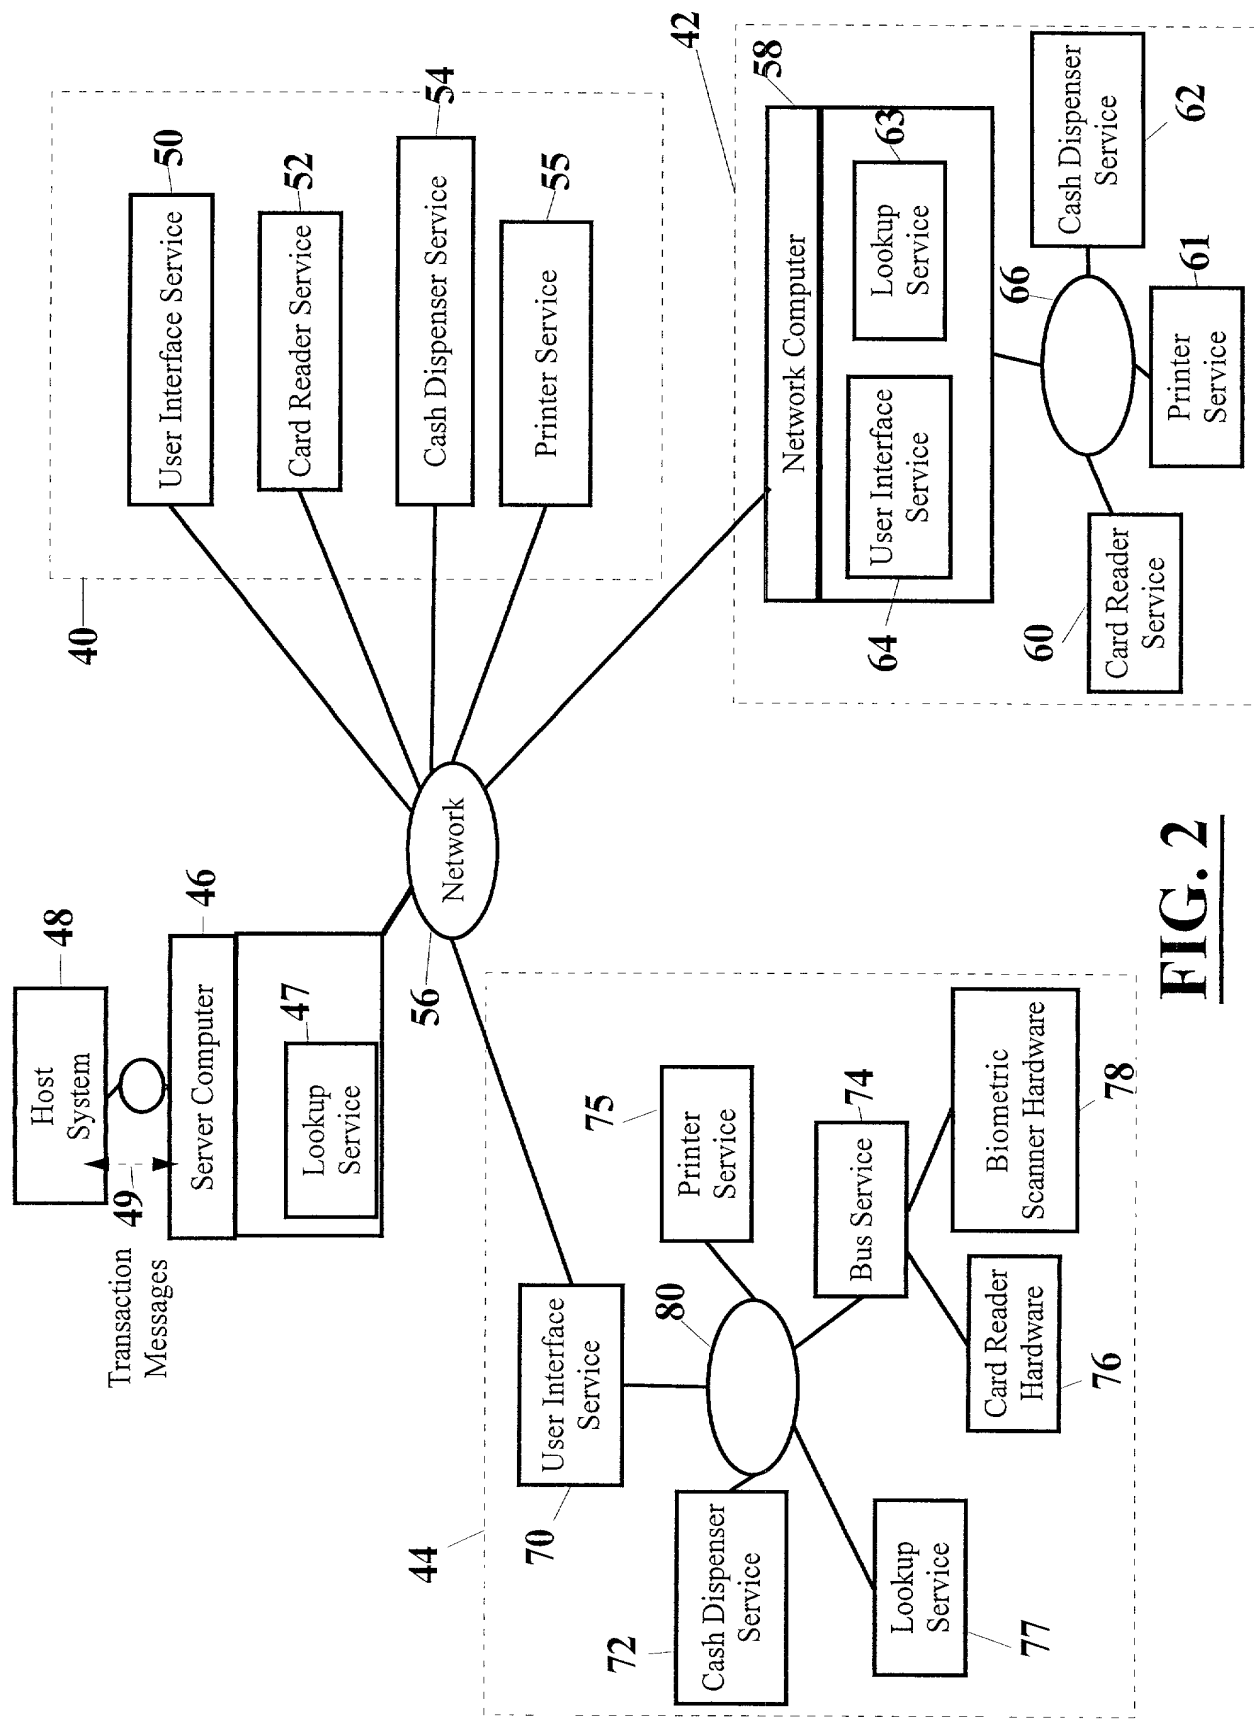 Host
System
48
49
Transaction
Messages
Server Computer
46
Lookup
Service
47
Network
56
40
User Interface Service
50
Card Reader Service
52
Cash Dispenser Service
54
Printer Service
55
42
Network Computer
58
User Interface
Service
64
Lookup
Service
63
66
Card Reader
Service
60
Printer
Service
61
Cash Dispenser
Service
62
44
User Interface
Service
70
Cash Dispenser
Service
72
80
Printer
Service
75
Bus Service
74
Lookup
Service
77
Card Reader
Hardware
76
Biometric
Scanner Hardware
78
FIG. 2